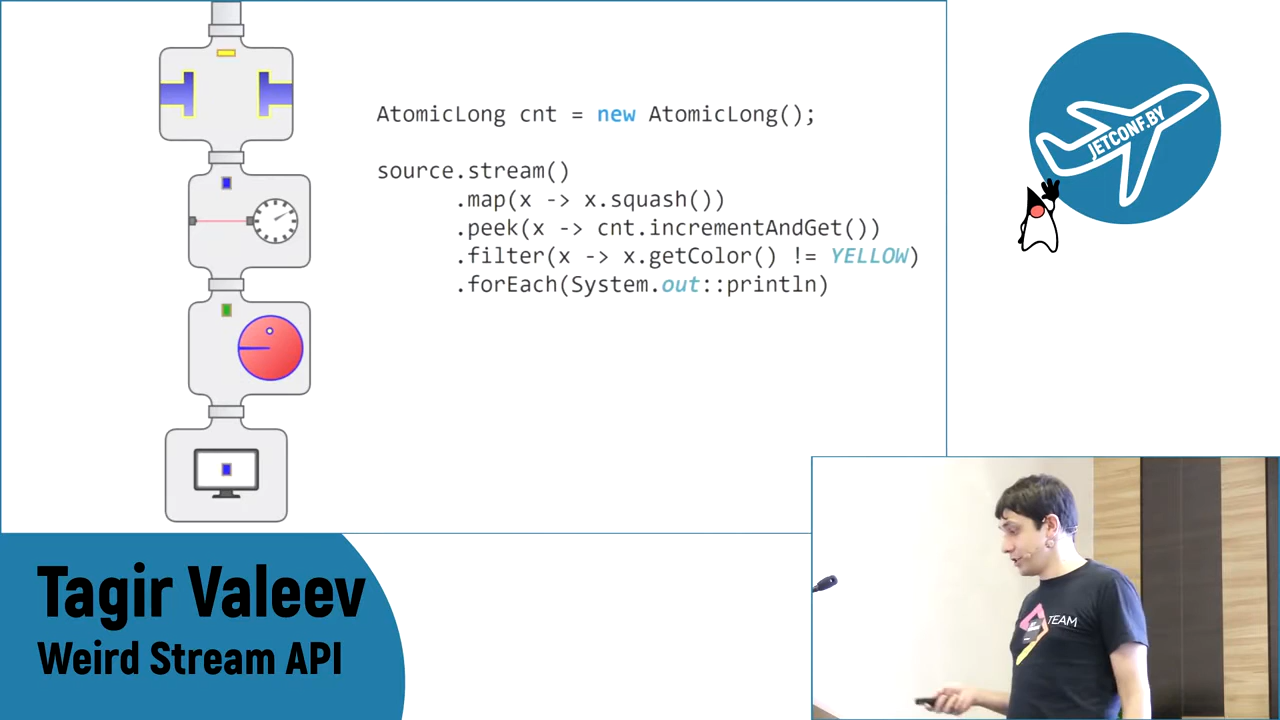 AtomicLong cnt = new AtomicLong();
source.stream()
.map(x -> x.squash())
.peek(x -> cnt.incrementAndGet())
.filter(x -> x.getColor() != YELLOW)
.forEach(System.out::println)
JETCONF.BY
TEAM
Tagir Valeev
Weird Stream API